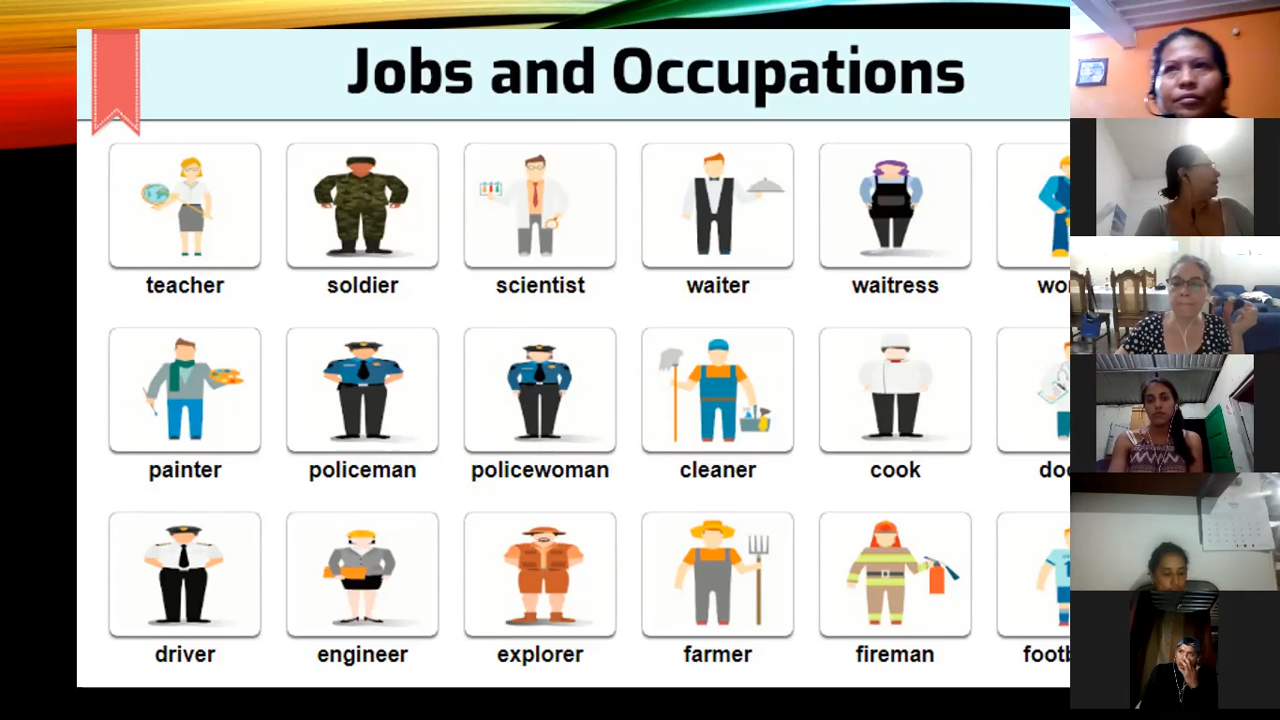 Jobs and Occupations
teacher soldier scientist waiter waitress
painter policeman policewoman cleaner cook
driver engineer explorer farmer fireman